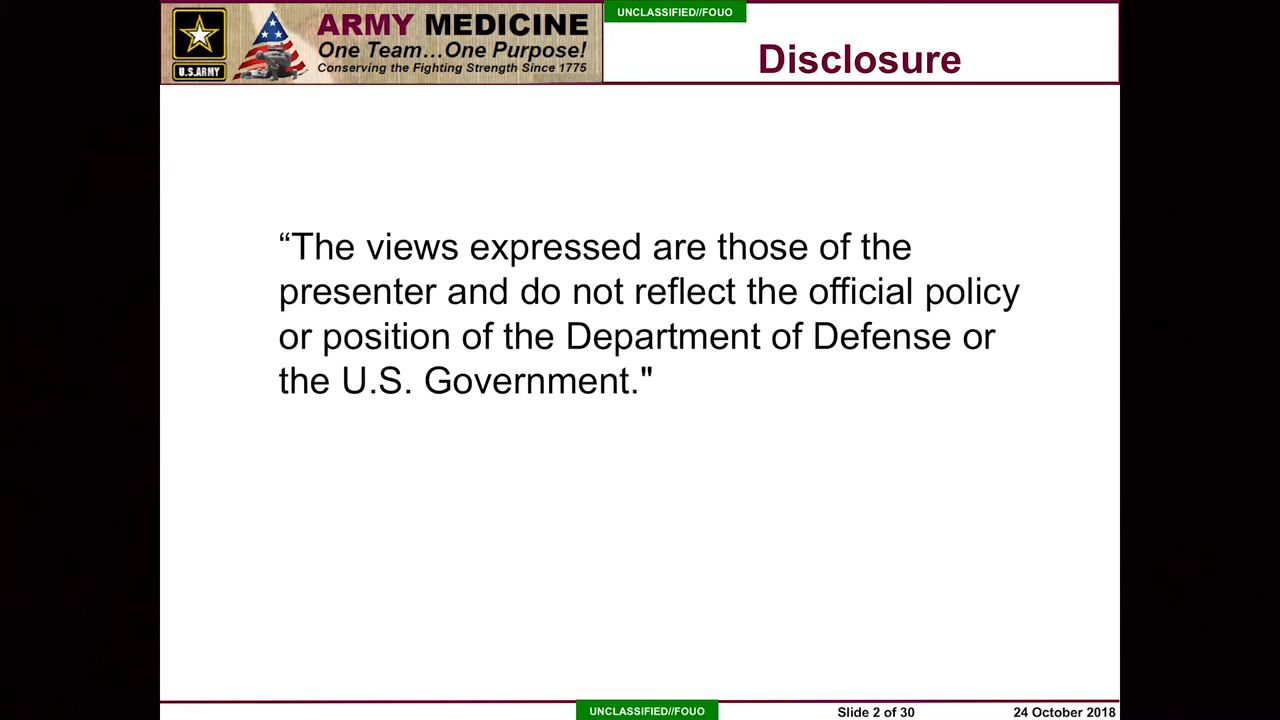 UNCLASSIFIED//FOUO
U.S.ARMY
ARMY MEDICINE
One Team…One Purpose!
Conserving the Fighting Strength Since 1775
Disclosure
“The views expressed are those of the
presenter and do not reflect the official policy
or position of the Department of Defense or
the U.S. Government."
UNCLASSIFIED//FOUO
Slide 2 of 30
24 October 2018